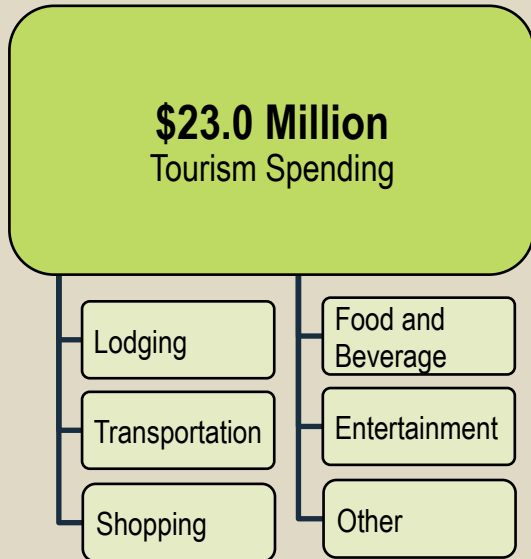 $23.0 Million
Tourism Spending
Lodging
Transportation
Shopping
Food and
Beverage
Entertainment
Other